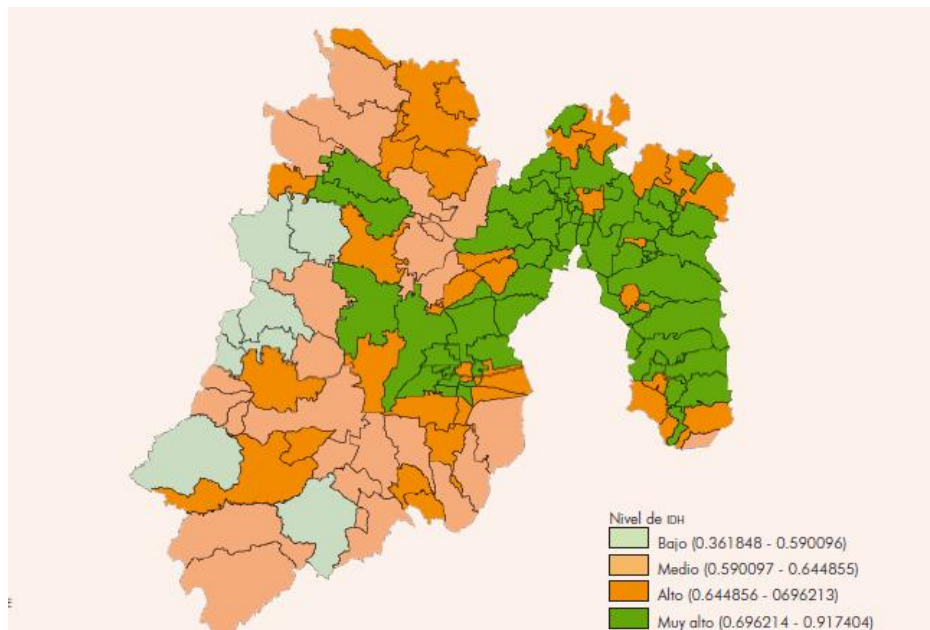 Nivel de IDH
Bajo (0.361848 - 0.590096)
Medio (0.590097 - 0.644855)
Alto (0.644856 - 0696213)
Muy alto (0.696214 - 0.917404)
E